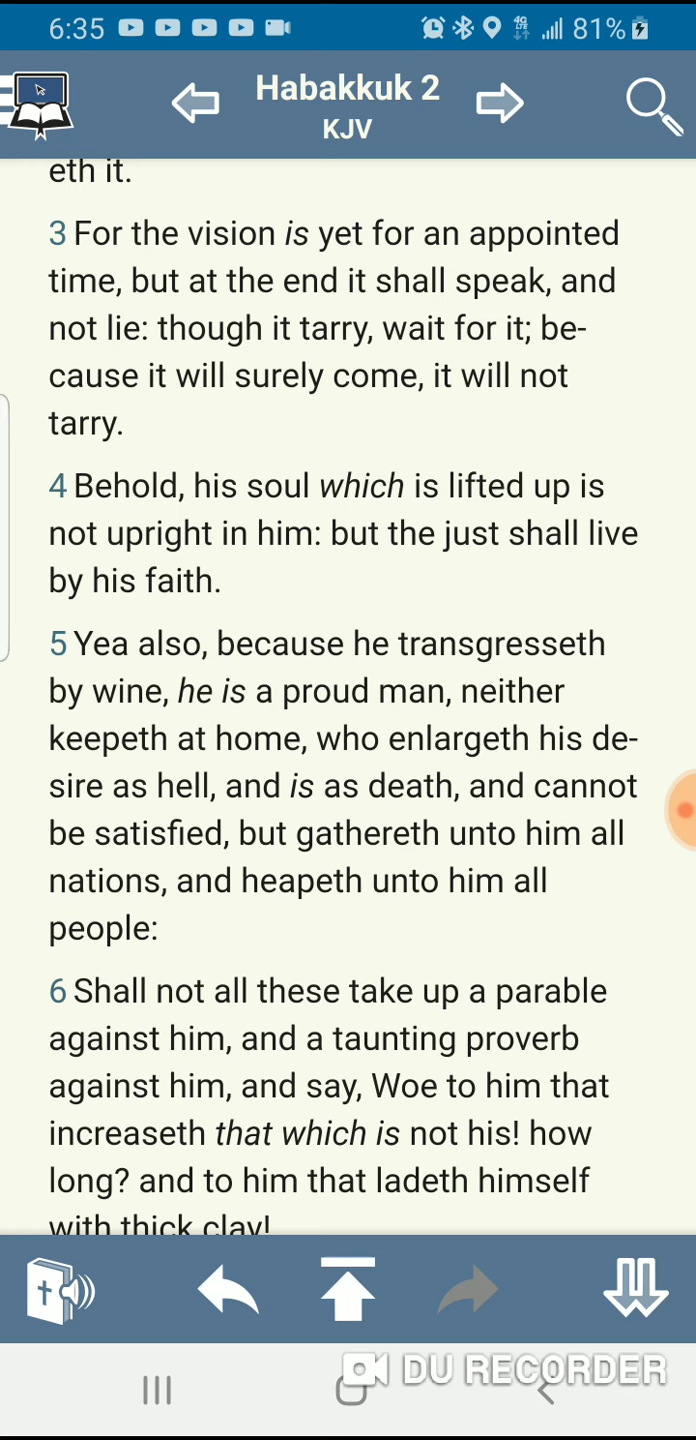 6:35
4G
LTE
81%
Habakkuk 2
KJV
eth it.
3 For the vision is yet for an appointed
time, but at the end it shall speak, and
not lie: though it tarry, wait for it; be-
cause it will surely come, it will not
tarry.
4 Behold, his soul which is lifted up is
not upright in him: but the just shall live
by his faith.
5 Yea also, because he transgresseth
by wine, he is a proud man, neither
keepeth at home, who enlargeth his de-
sire as hell, and is as death, and cannot
be satisfied, but gathereth unto him all
nations, and heapeth unto him all
people:
6 Shall not all these take up a parable
against him, and a taunting proverb
against him, and say, Woe to him that
increaseth that which is not his! how
long? and to him that ladeth himself
with thick clay!
DU RECORDER